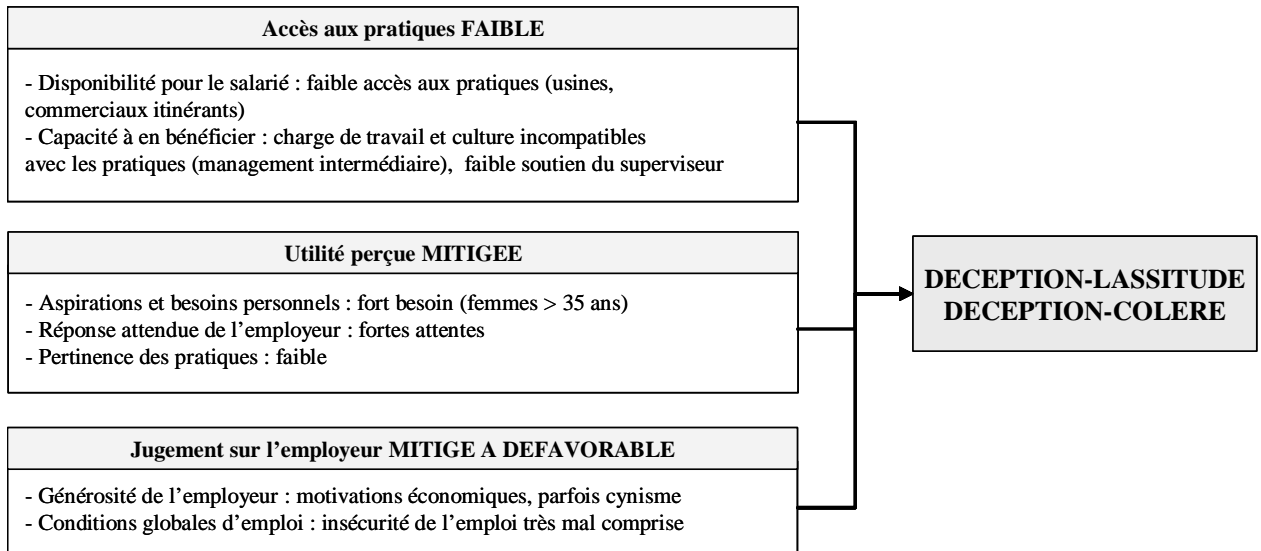 Accès aux pratiques FAIBLE
- Disponibilité pour le salarié : faible accès aux pratiques (usines,
commerciaux itinérants)
- Capacité à en bénéficier : charge de travail et culture incompatibles
avec les pratiques (management intermédiaire), faible soutien du superviseur
Utilité perçue MITIGEE
- Aspirations et besoins personnels : fort besoin (femmes > 35 ans)
- Réponse attendue de l'employeur : fortes attentes
- Pertinence des pratiques : faible
Jugement sur l'employeur MITIGE A DEFAVORABLE
- Générosité de l'employeur : motivations économiques, parfois cynisme
- Conditions globales d'emploi : insécurité de l'emploi très mal comprise
DECEPTION-LASSITUDE
DECEPTION-COLERE